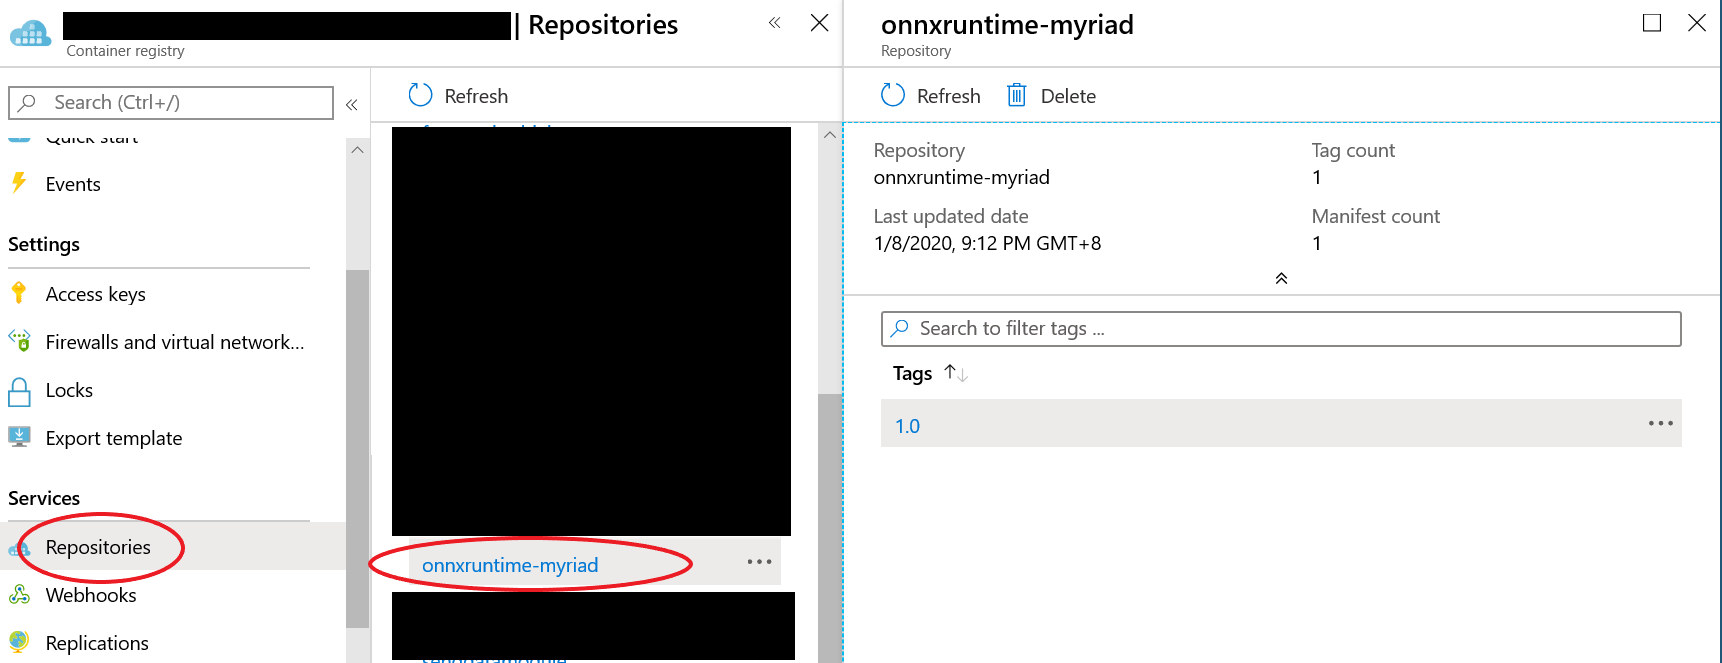 | Repositories
Container registry
Search (Ctrl+/)
Quick start
Events
Settings
Access keys
Firewalls and virtual network...
Locks
Export template
Services
Repositories
Webhooks
Replications
Refresh
onnxruntime-myriad
onnxruntime-myriad
Repository
Refresh
Delete
Repository
onnxruntime-myriad
Tag count
1
Last updated date
1/8/2020, 9:12 PM GMT+8
Manifest count
1
Search to filter tags ...
Tags
1.0